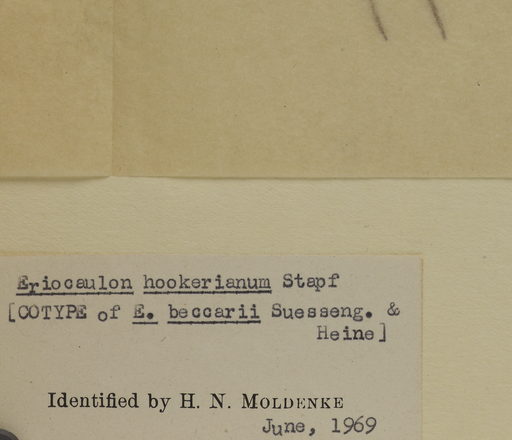 Eriocaulon hookerianum Stapf
[COTYPE of E. beccarii Suesseng. &
Heine]
Identified by H. N. MOLDENKE
June, 1969